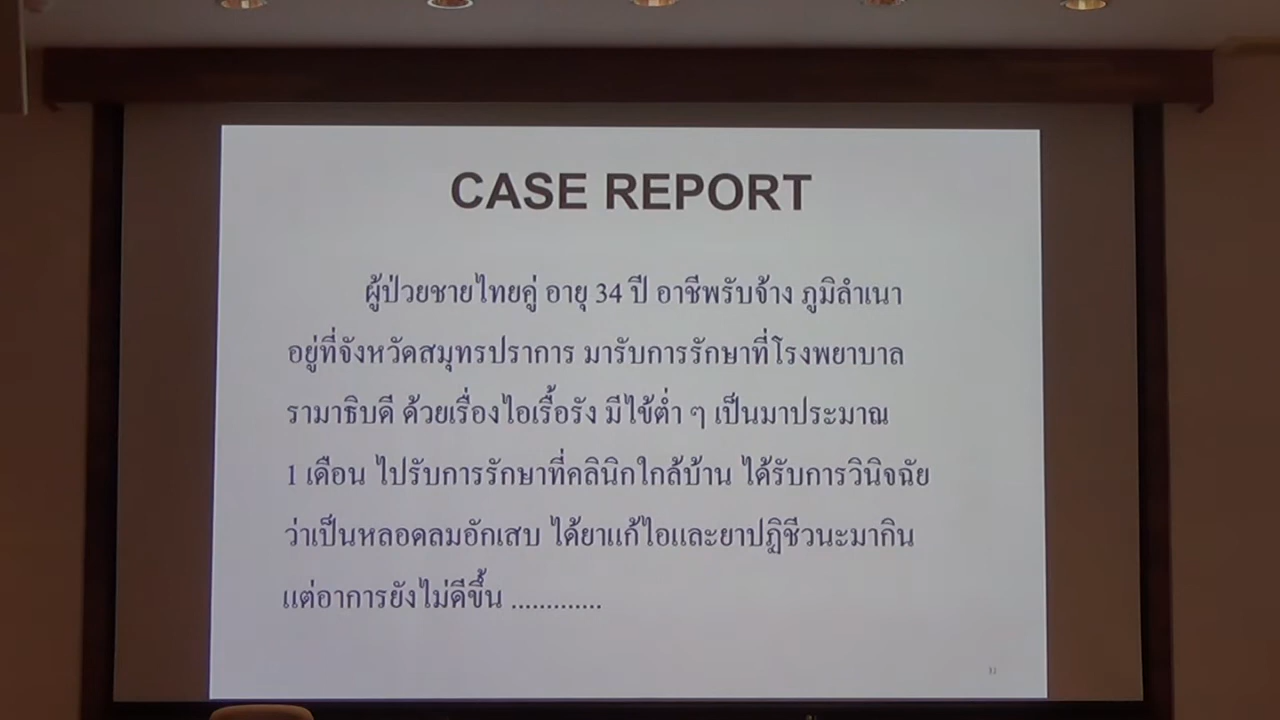 CASE REPORT
ผู้ป่วยชายไทยคู่ อายุ 34 ปี อาชีพรับจ้าง ภูมิลำเนา
อยู่ที่จังหวัดสมุทรปราการ มารับการรักษาที่โรงพยาบาล
รามาธิบดี ด้วยเรื่องไอเรื้อรัง มีไข้ต่ำ ๆ เป็นมาประมาณ
1 เดือน ไปรับการรักษาที่คลินิกใกล้บ้าน ได้รับการวินิจฉัย
ว่าเป็นหลอดลมอักเสบ ได้ยาแก้ไอและยาปฏิชีวนะมากิน
แต่อาการยังไม่ดีขึ้น .............